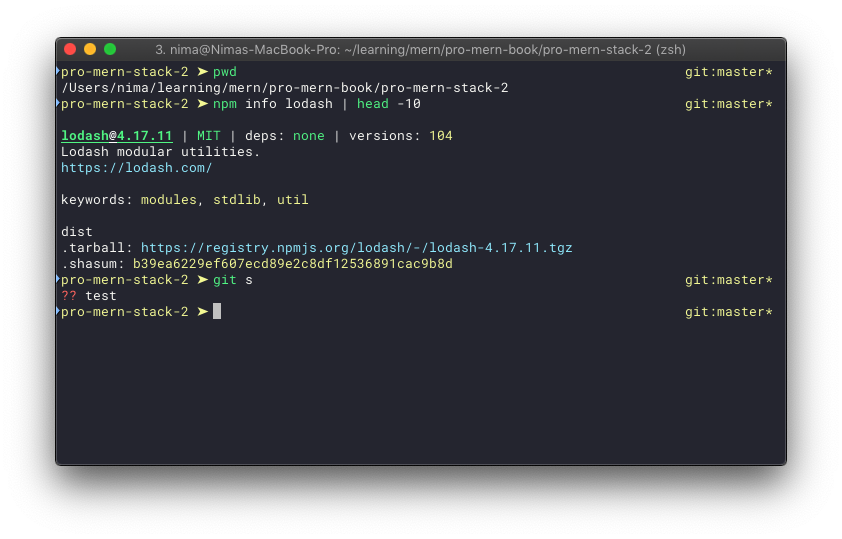 3. nima@Nimas-MacBook-Pro: ~/learning/mern/pro-mern-book/pro-mern-stack-2 (zsh)
pro-mern-stack-2 ➤ pwd git:master*
/Users/nima/learning/mern/pro-mern-book/pro-mern-stack-2
pro-mern-stack-2 ➤ npm info lodash | head -10 git:master*
lodash@4.17.11 | MIT | deps: none | versions: 104
Lodash modular utilities.
https://lodash.com/
keywords: modules, stdlib, util
dist
.tarball: https://registry.npmjs.org/lodash/-/lodash-4.17.11.tgz
.shasum: b39ea6229ef607ecd89e2c8df12536891cac9b8d
pro-mern-stack-2 ➤ git s git:master*
?? test
pro-mern-stack-2 ➤ git:master*